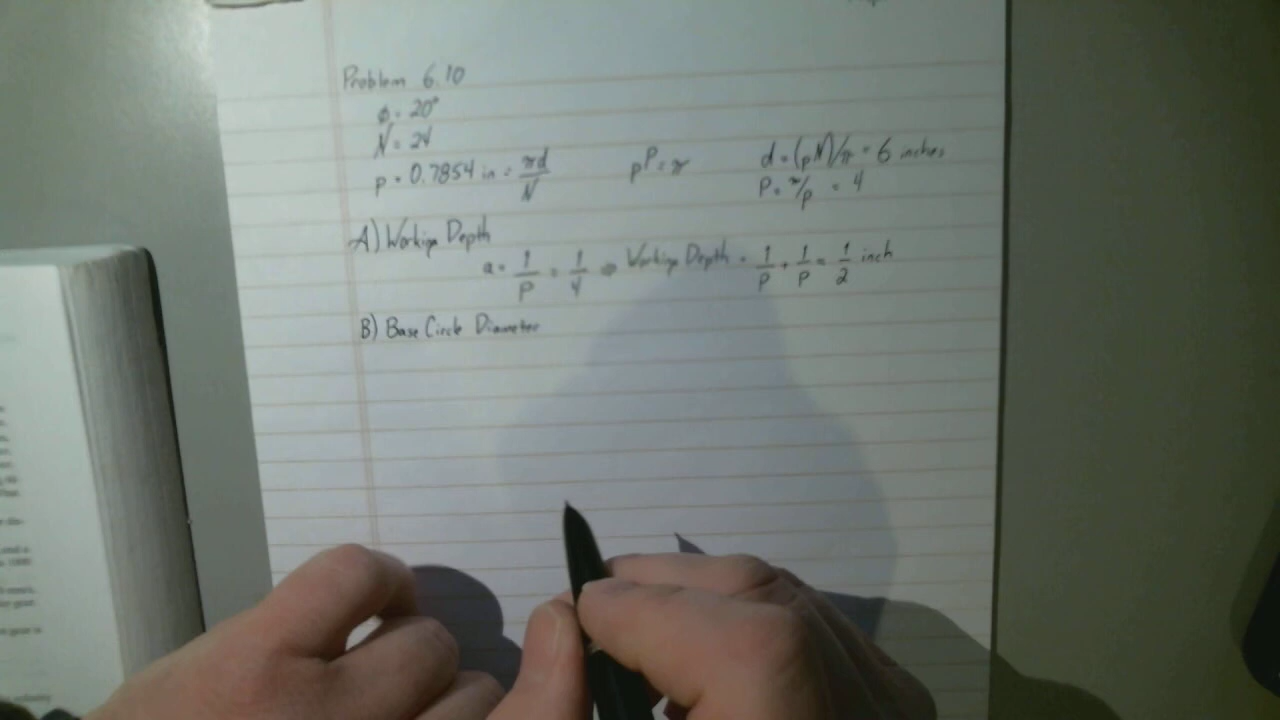 Problem 6.10
ϕ = 20°
N = 24
p = 0.7854 in = πd/N    pP = π    d = (pN)/π = 6 inches
P = π/p = 4
A) Working Depth
a = 1/P = 1/4 ⇒ Working Depth = 1/P + 1/P = 1/2 inch
B) Base Circle Diameter